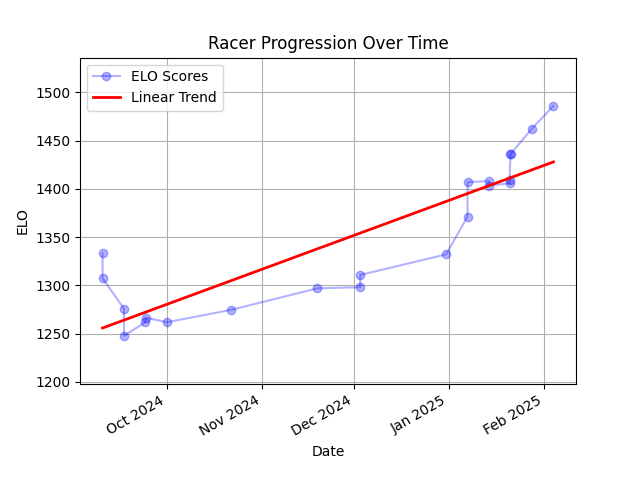 Racer Progression Over Time
ELO Scores
Linear Trend
1500
1450
1400
1350
1300
1250
1200
ELO
Oct 2024
Nov 2024
Dec 2024
Jan 2025
Feb 2025
Date